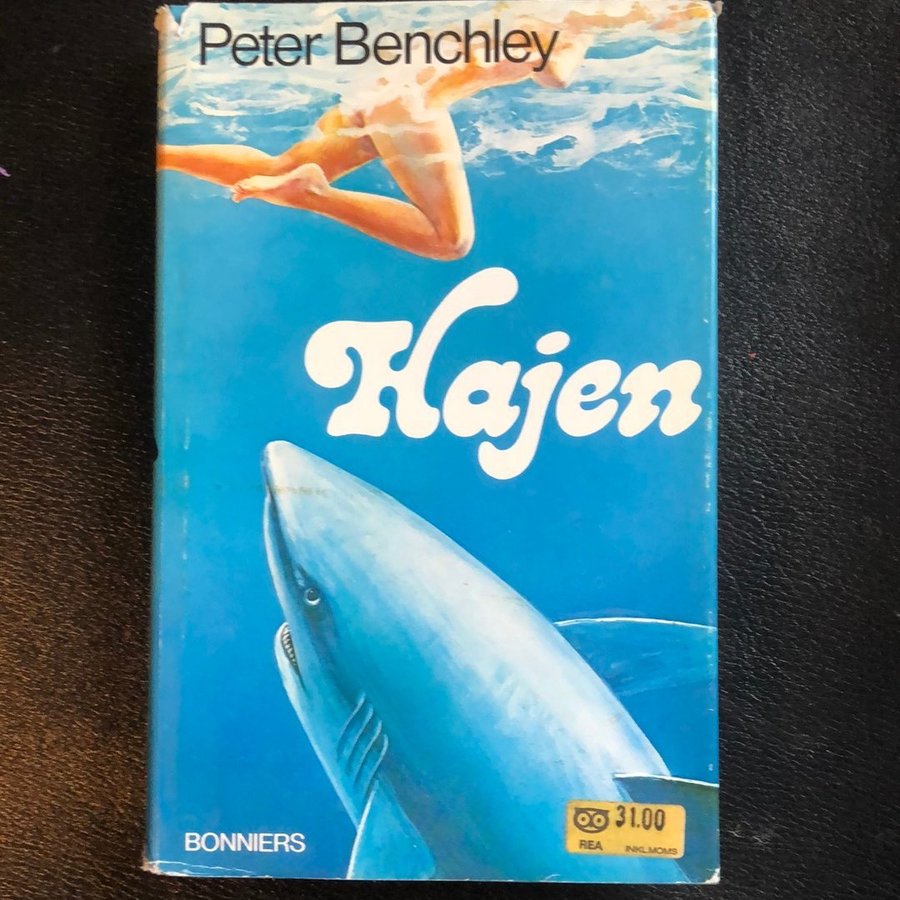 Peter Benchley
Hajen
BONNIERS
31.00
REA INKL.MOMS